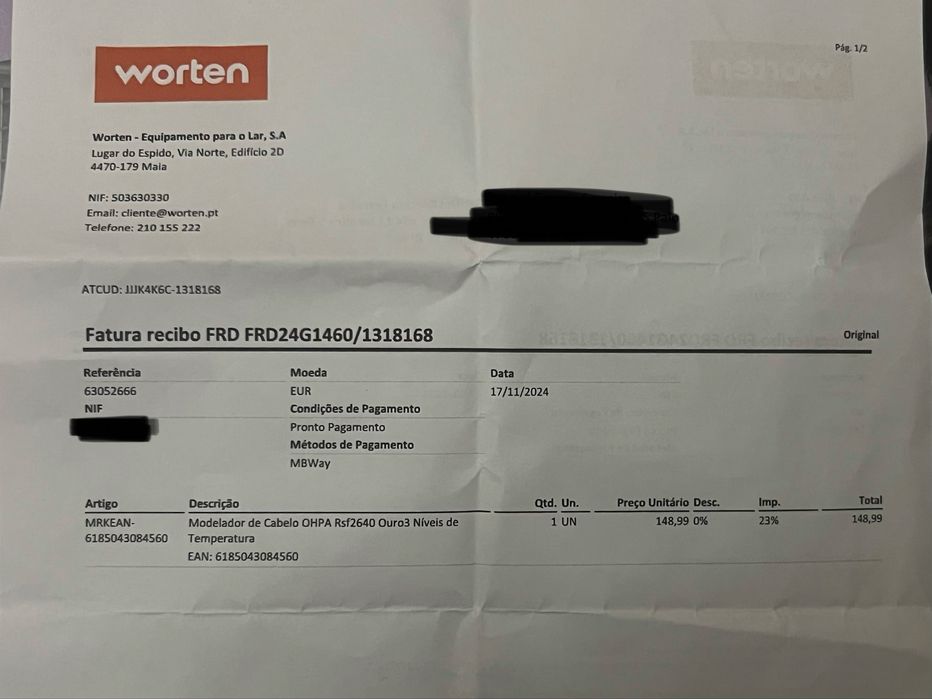 Pág. 1/2
worten
Worten - Equipamento para o Lar, S.A
Lugar do Espido, Via Norte, Edifício 2D
4470-179 Maia
NIF: 503630330
Email: cliente@worten.pt
Telefone: 210 155 222
ATCUD: JJJK4K6C-1318168
Fatura recibo FRD FRD24G1460/1318168
Original
Referência Moeda Data
63052666 EUR 17/11/2024
NIF Condições de Pagamento
Pronto Pagamento
Métodos de Pagamento
MBWay
Artigo Descrição Qtd. Un. Preço Unitário Desc. Imp. Total
MRKEAN- Modelador de Cabelo OHPA Rsf2640 Ouro3 Níveis de 1 UN 148,99 0% 23% 148,99
6185043084560 Temperatura
EAN: 6185043084560